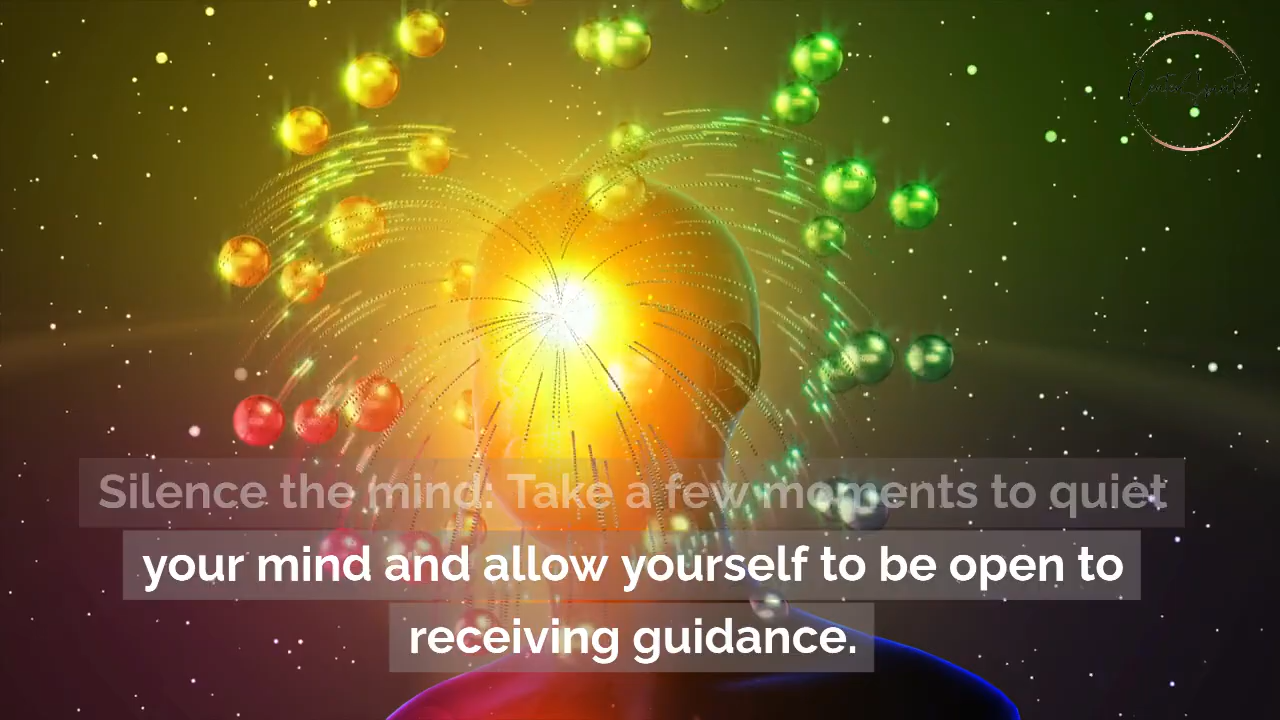 Silence the mind: Take a few moments to quiet
your mind and allow yourself to be open to
receiving guidance.